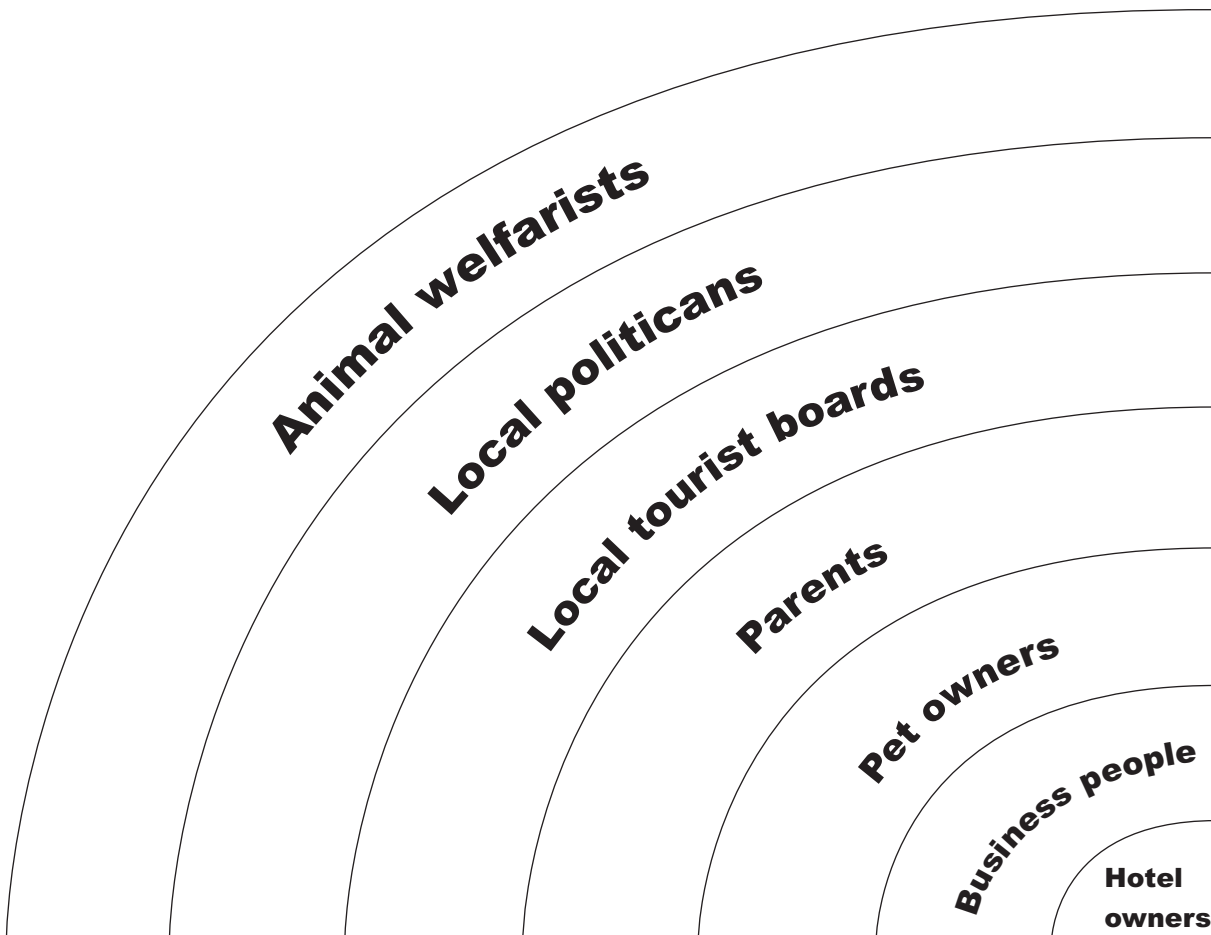 Animal welfarists
Local politicans
Local tourist boards
Parents
Pet owners
Business people
Hotel
owners